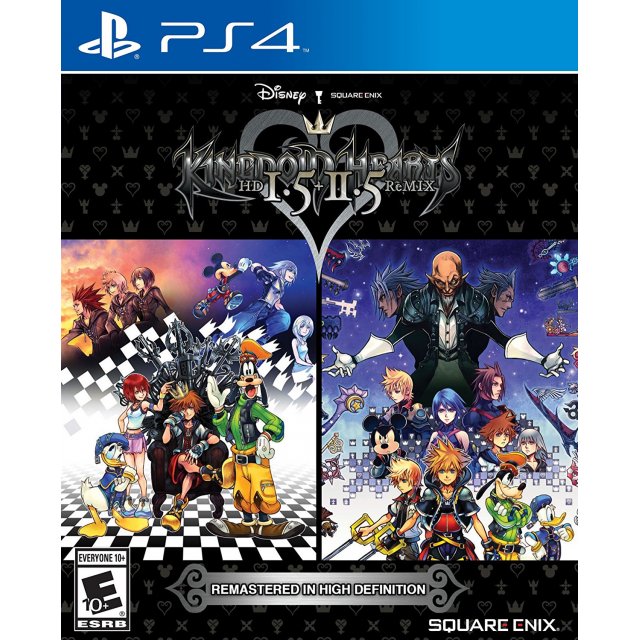 PS4
Disney SQUARE ENIX
KINGDOM HEARTS
HD I.5+II.5 ReMIX
EVERYONE 10+
E
10+
ESRB
REMASTERED IN HIGH DEFINITION
SQUARE ENIX